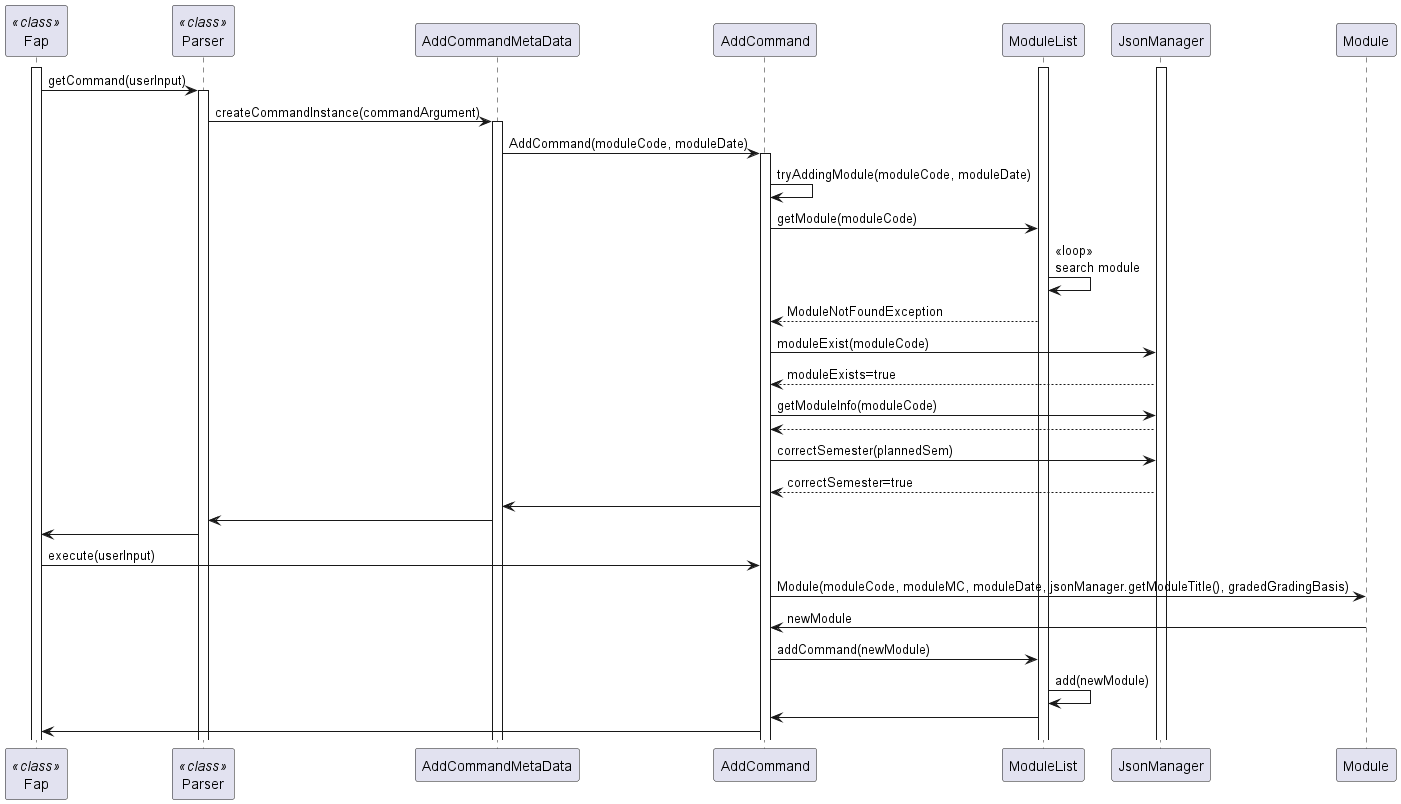 «class»
Fap
«class»
Parser
AddCommandMetaData
AddCommand
ModuleList
JsonManager
Module
getCommand(userInput)
createCommandInstance(commandArgument)
AddCommand(moduleCode, moduleDate)
tryAddingModule(moduleCode, moduleDate)
getModule(moduleCode)
«loop»
search module
ModuleNotFoundException
moduleExist(moduleCode)
moduleExists=true
getModuleInfo(moduleCode)
correctSemester(plannedSem)
correctSemester=true
execute(userInput)
Module(moduleCode, moduleMC, moduleDate, jsonManager.getModuleTitle(), gradedGradingBasis)
newModule
addCommand(newModule)
add(newModule)
«class»
Fap
«class»
Parser
AddCommandMetaData
AddCommand
ModuleList
JsonManager
Module